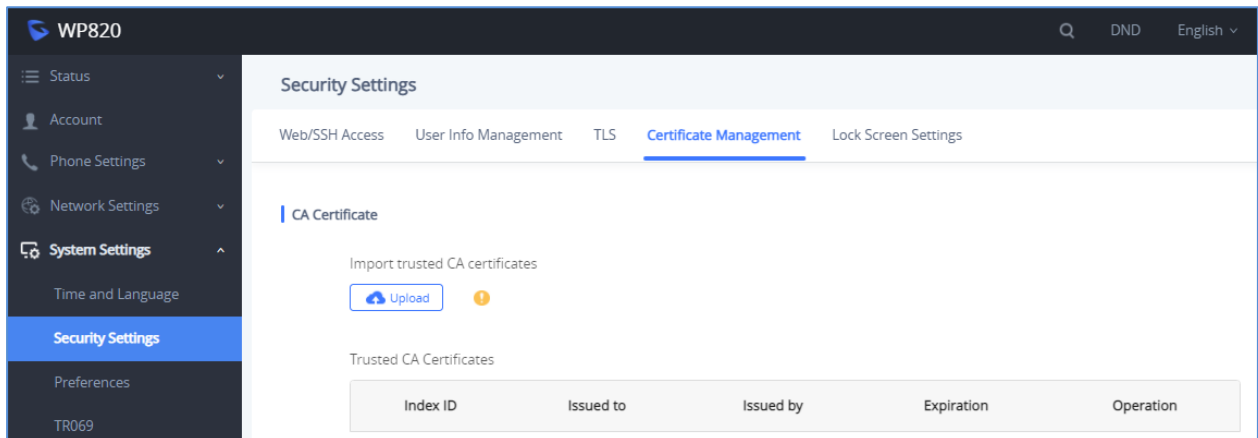 WP820
DND English
Status
Account
Phone Settings
Network Settings
System Settings
Time and Language
Security Settings
Preferences
TR069
Security Settings
Web/SSH Access User Info Management TLS Certificate Management Lock Screen Settings
CA Certificate
Import trusted CA certificates
Upload
Trusted CA Certificates
Index ID Issued to Issued by Expiration Operation